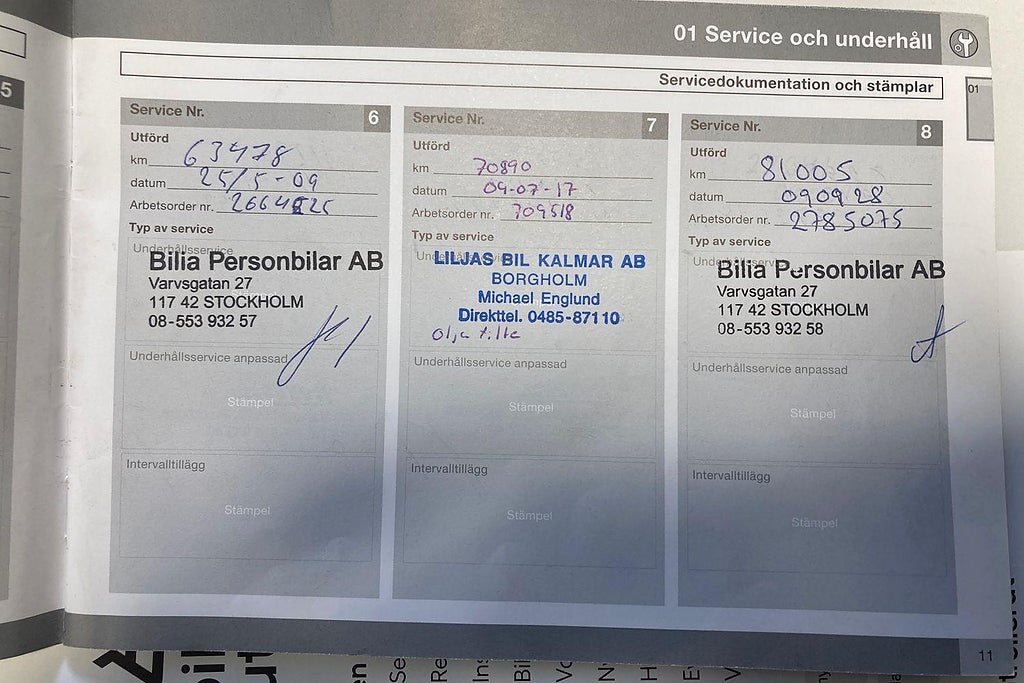 01 Service och underhåll
Servicedokumentation och stämplar
01
5
Service Nr. 6
Utförd
km 63478
datum 25/5-09
Arbetsorder nr.
Typ av service
Underhållsservice
Bilia Personbilar AB
Varvsgatan 27
117 42 STOCKHOLM
08-553 932 57
Underhållsservice anpassad
Stämpel
Intervalltillägg
Stämpel
Service Nr. 7
Utförd
km 70890
datum 09-07-17
Arbetsorder nr. 709518
Typ av service
LILJAS BIL KALMAR AB
BORGHOLM
Michael Englund
Direkttel. 0485-87110
olja filte
Underhållsservice anpassad
Stämpel
Intervalltillägg
Stämpel
Service Nr. 8
Utförd
km 81005
datum 090928
Arbetsorder nr. 2785075
Typ av service
Bilia Personbilar AB
Varvsgatan 27
117 42 STOCKHOLM
08-553 932 58
Underhållsservice anpassad
Stämpel
Intervalltillägg
Stämpel
11